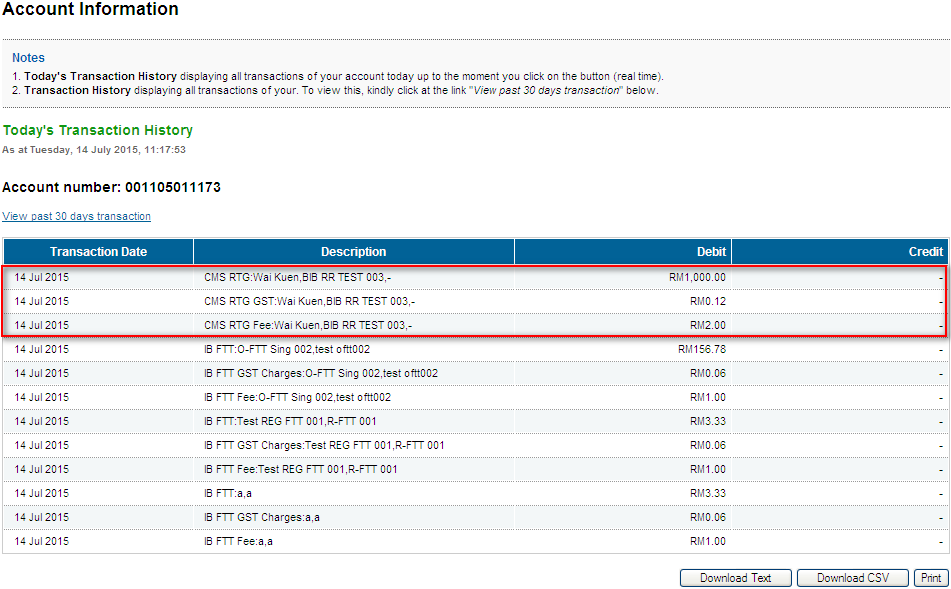 Account Information
Notes
1. Today's Transaction History displaying all transactions of your account today up to the moment you click on the button (real time).
2. Transaction History displaying all transactions of your. To view this, kindly click at the link "View past 30 days transaction" below.
Today's Transaction History
As at Tuesday, 14 July 2015, 11:17:53
Account number: 001105011173
View past 30 days transaction
Transaction Date Description Debit Credit
14 Jul 2015 CMS RTG:Wai Kuen,BIB RR TEST 003,- RM1,000.00 -
14 Jul 2015 CMS RTG GST:Wai Kuen,BIB RR TEST 003,- RM0.12 -
14 Jul 2015 CMS RTG Fee:Wai Kuen,BIB RR TEST 003,- RM2.00 -
14 Jul 2015 IB FTT:O-FTT Sing 002,test oftt002 RM156.78 -
14 Jul 2015 IB FTT GST Charges:O-FTT Sing 002,test oftt002 RM0.06 -
14 Jul 2015 IB FTT Fee:O-FTT Sing 002,test oftt002 RM1.00 -
14 Jul 2015 IB FTT:Test REG FTT 001,R-FTT 001 RM3.33 -
14 Jul 2015 IB FTT GST Charges:Test REG FTT 001,R-FTT 001 RM0.06 -
14 Jul 2015 IB FTT Fee:Test REG FTT 001,R-FTT 001 RM1.00 -
14 Jul 2015 IB FTT:a,a RM3.33 -
14 Jul 2015 IB FTT GST Charges:a,a RM0.06 -
14 Jul 2015 IB FTT Fee:a,a RM1.00 -
Download Text Download CSV Print